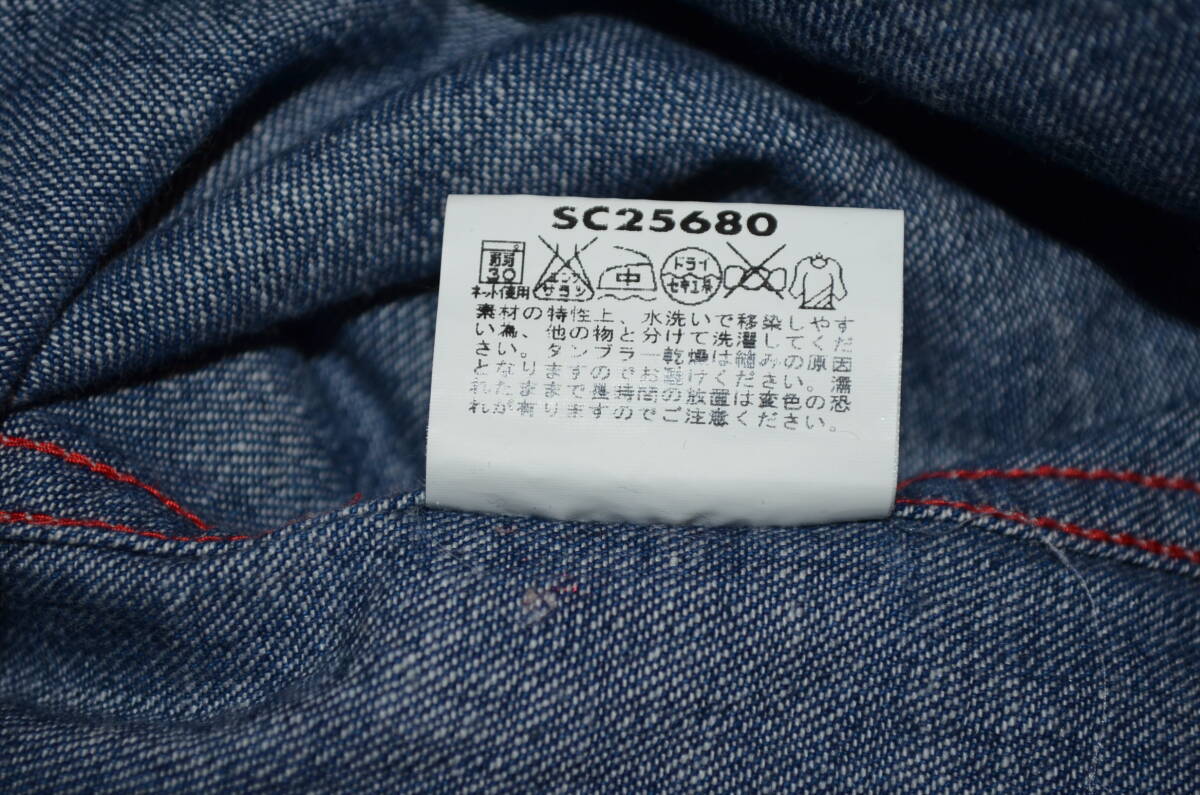 SC25680
弱
30
ネット使用
エンソ
サラシ
中
ドライ
セキユ系
素材の特性上、水洗いで移染しやす
い為、他の物と分けて洗濯してくだ
さい。タンブラー乾燥は縮みの原因
となりますのでお避けください。濡
れたままで長時間の放置は変色の恐
れが有りますのでご注意ください。